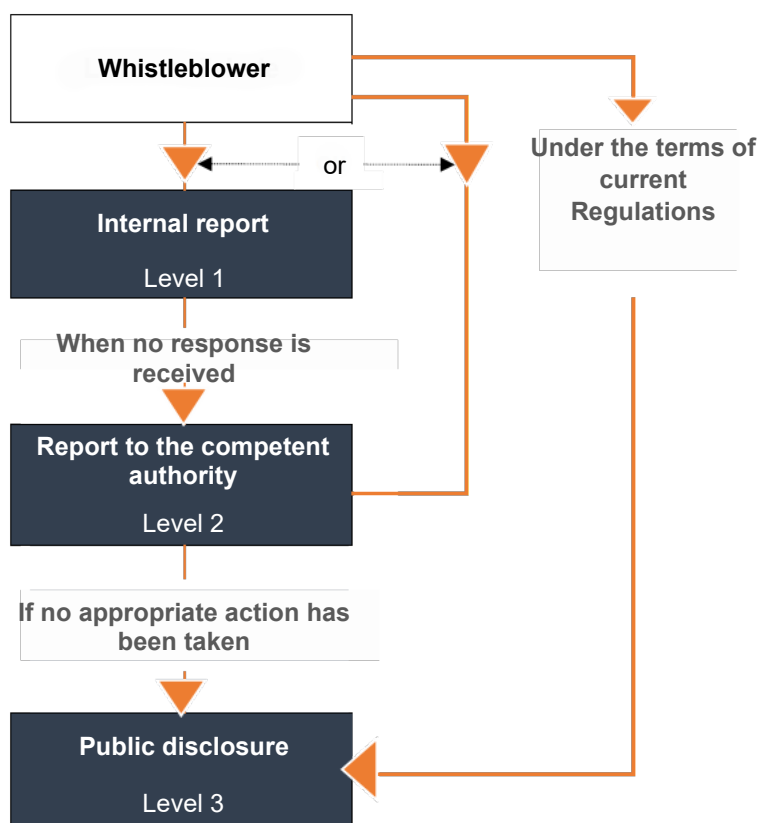 Whistleblower
or
Under the terms of
current
Regulations
Internal report
Level 1
When no response is
received
Report to the competent
authority
Level 2
If no appropriate action has
been taken
Public disclosure
Level 3